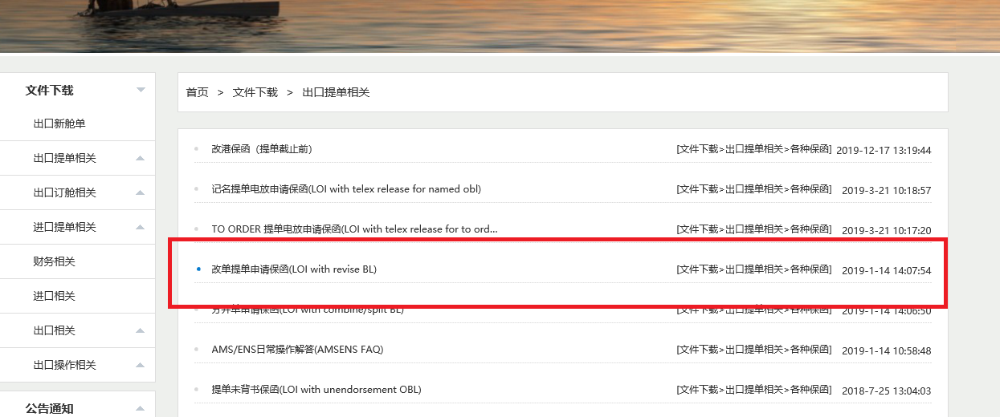 文件下载
出口新舱单
出口提单相关
出口订舱相关
进口提单相关
财务相关
进口相关
出口相关
出口操作相关
公告通知
首页 > 文件下载 > 出口提单相关
改港保函（提单截止前） [文件下载>出口提单相关>各种保函] 2019-12-17 13:19:44
记名提单电放申请保函(LOI with telex release for named obl) [文件下载>出口提单相关>各种保函] 2019-3-21 10:18:57
TO ORDER 提单电放申请保函(LOI with telex release for to ord... [文件下载>出口提单相关>各种保函] 2019-3-21 10:17:20
改单提单申请保函(LOI with revise BL) [文件下载>出口提单相关>各种保函] 2019-1-14 14:07:54
分并单申请保函(LOI with combine/split BL) [文件下载>出口提单相关>各种保函] 2019-1-14 14:06:50
AMS/ENS日常操作解答(AMSENS FAQ) [文件下载>出口提单相关>各种保函] 2019-1-14 10:58:48
提单未背书保函(LOI with unendorsement OBL) [文件下载>出口提单相关>各种保函] 2018-7-25 13:04:03